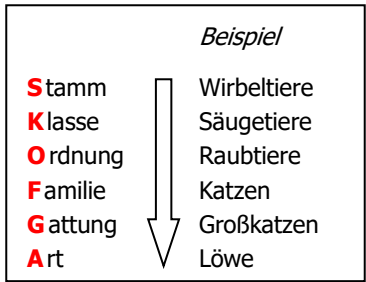 Beispiel
Stamm Wirbeltiere
Klasse Säugetiere
Ordnung Raubtiere
Familie Katzen
Gattung Großkatzen
Art Löwe